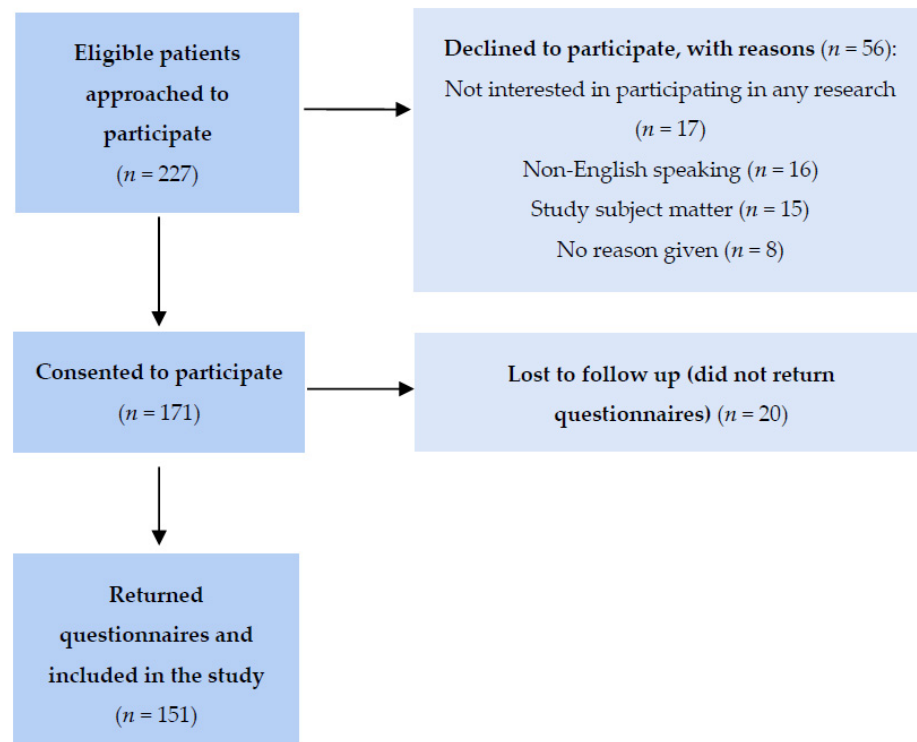 Eligible patients
approached to
participate
(n = 227)
Declined to participate, with reasons (n = 56):
Not interested in participating in any research
(n = 17)
Non-English speaking (n = 16)
Study subject matter (n = 15)
No reason given (n = 8)
Consented to participate
(n = 171)
Lost to follow up (did not return
questionnaires) (n = 20)
Returned
questionnaires and
included in the study
(n = 151)